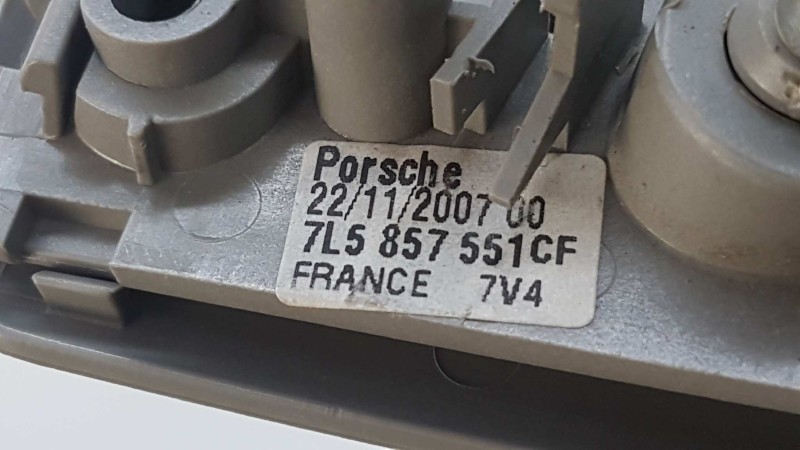 Porsche
22/11/2007 00
7L5 857 551CF
FRANCE 7V4